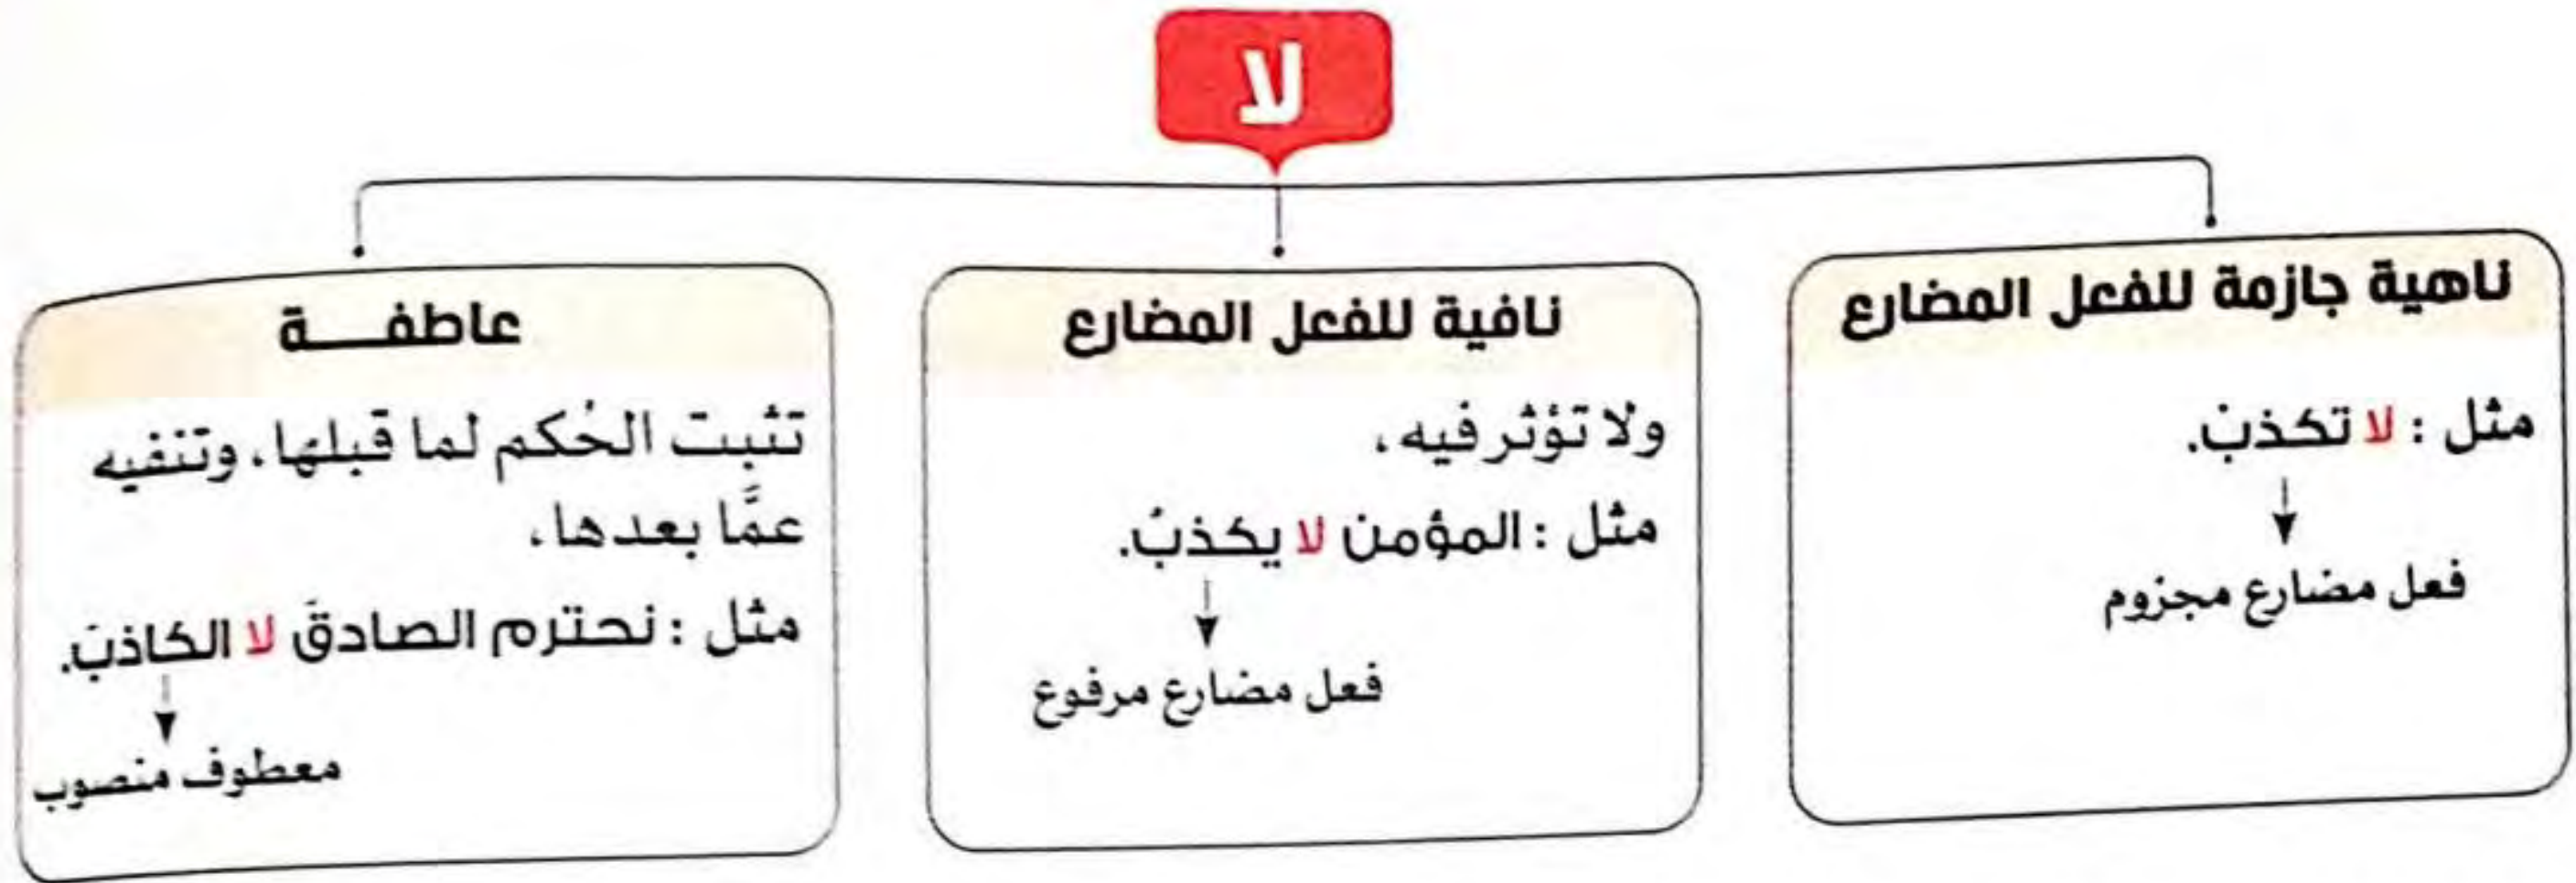 لا
ناهية جازمة للفعل المضارع
مثل : لا تكذبْ.
فعل مضارع مجزوم
نافية للفعل المضارع
ولا تؤثر فيه،
مثل : المؤمن لا يكذبُ.
فعل مضارع مرفوع
عاطفـــة
تثبت الحُكم لما قبلها، وتنفيه
عمَّا بعدها،
مثل : نحترم الصادقَ لا الكاذبَ.
معطوف منصوب